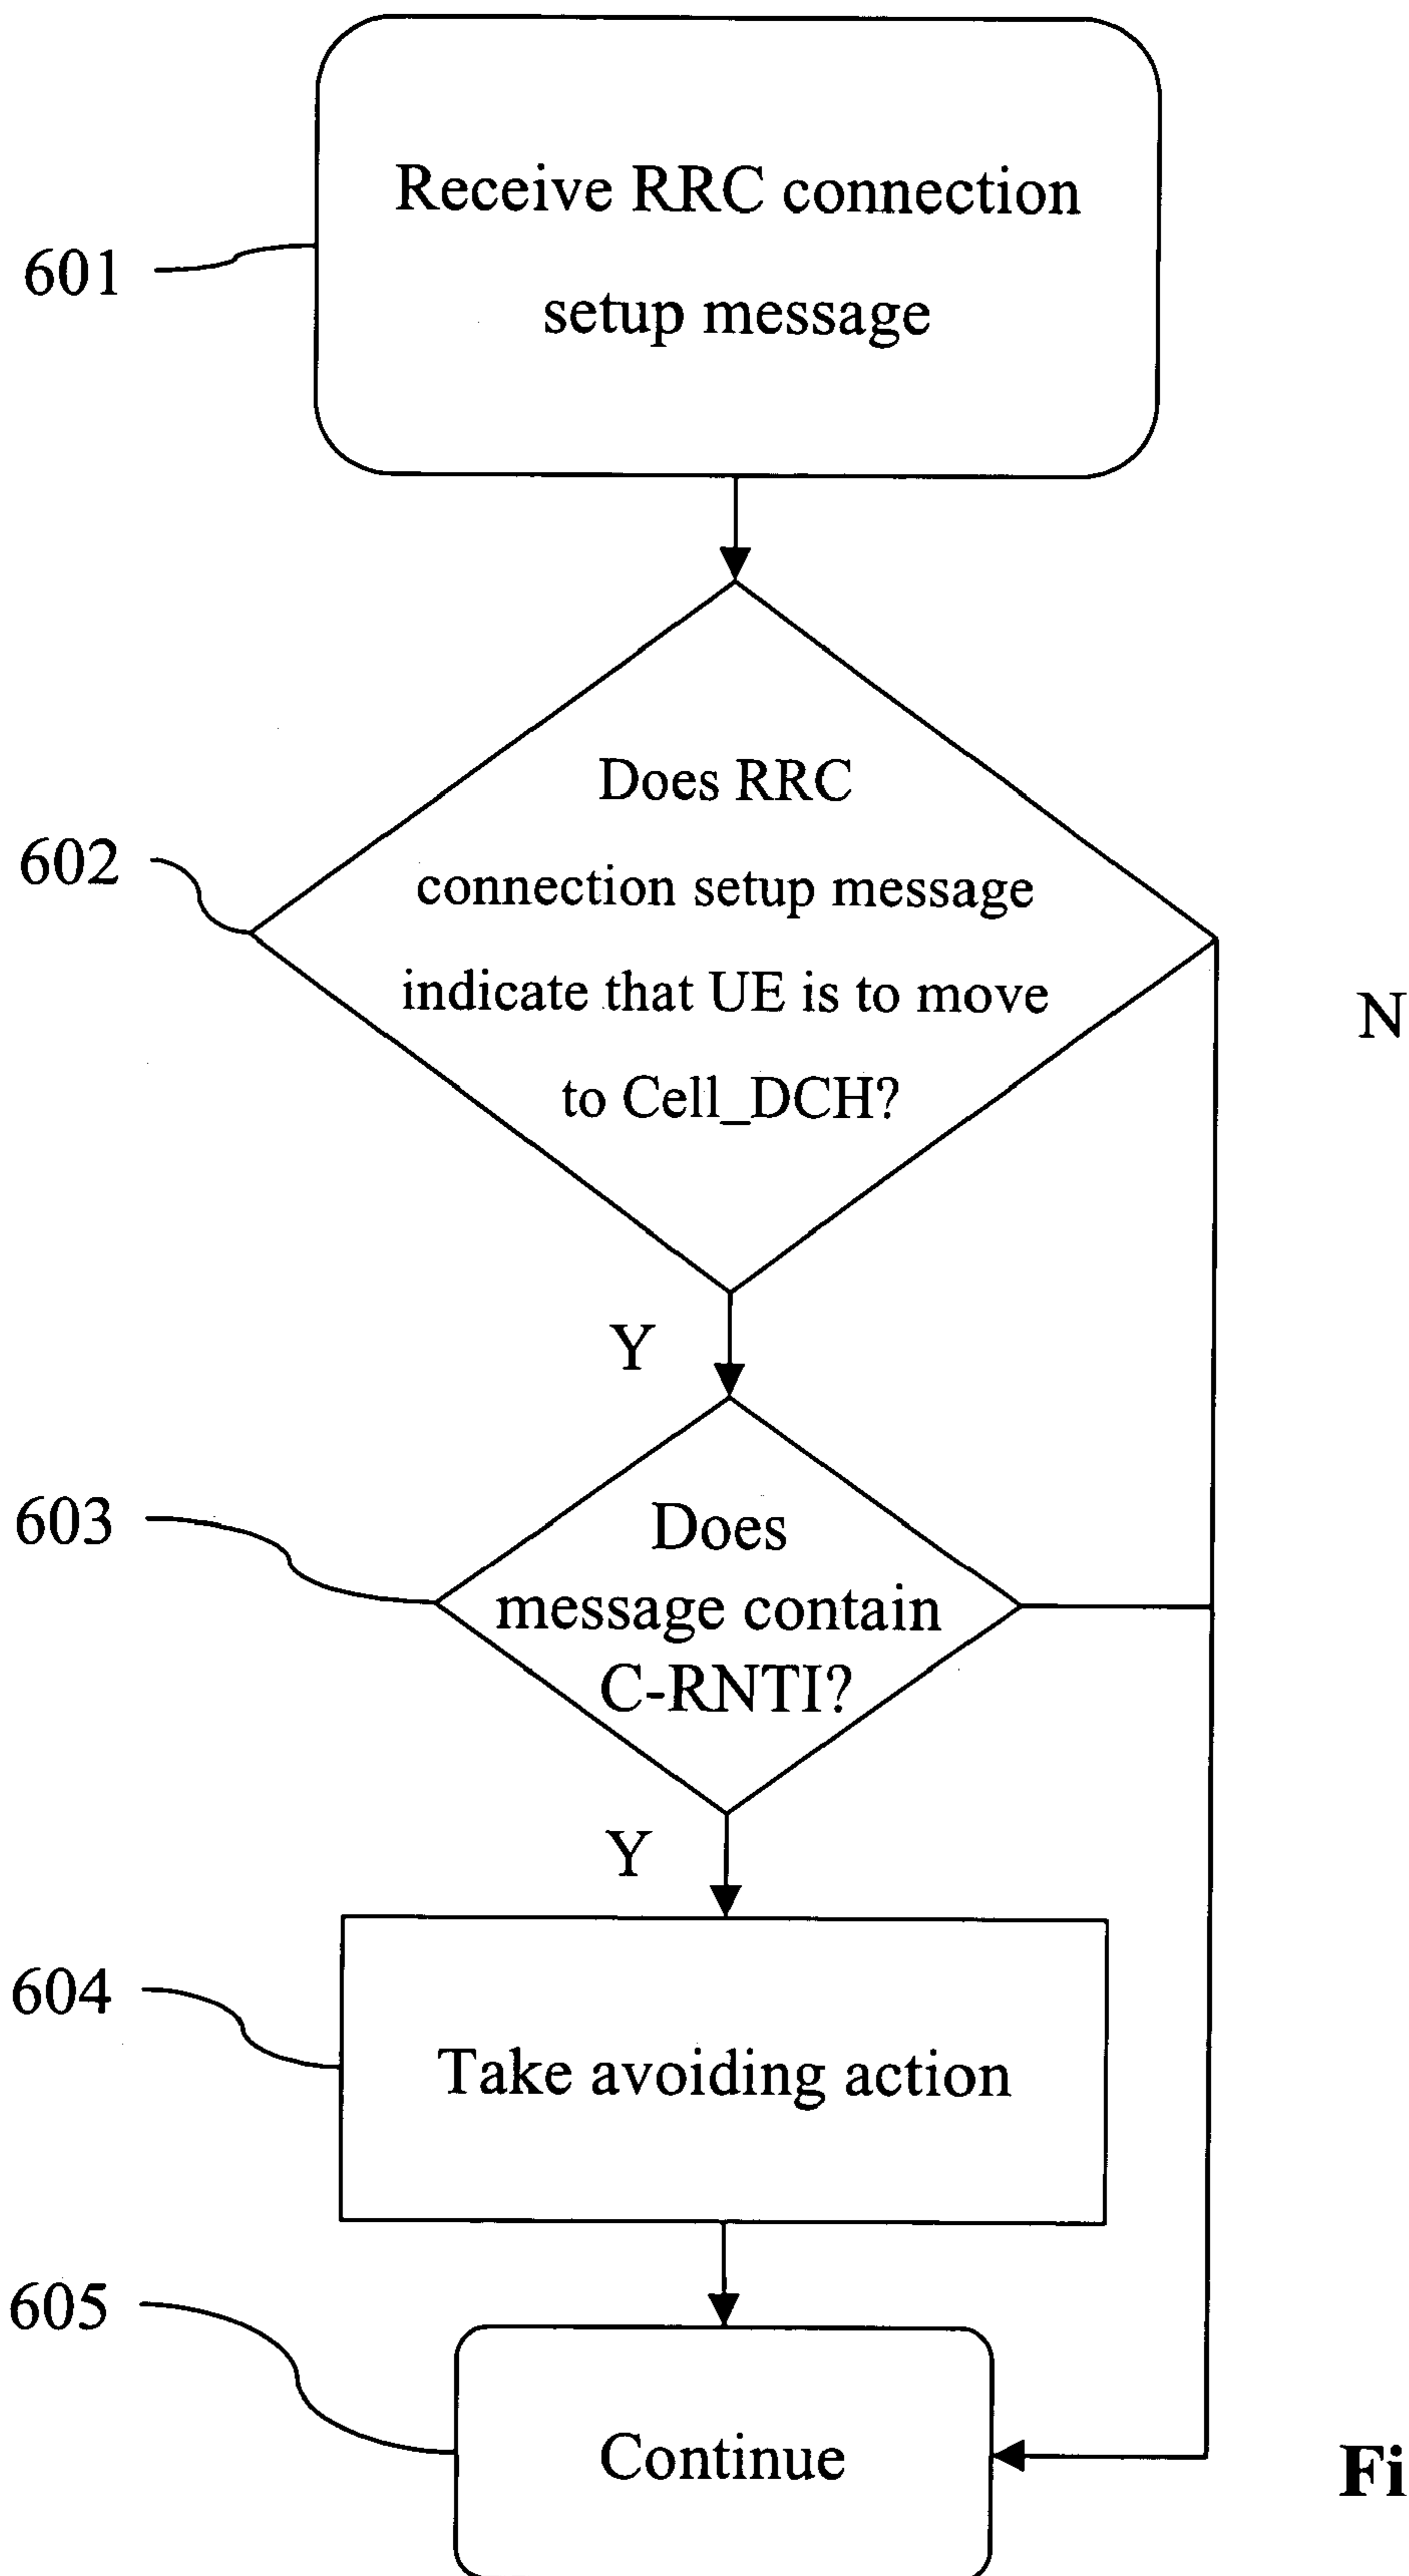 Receive RRC connection
setup message
601
Does RRC
connection setup message
indicate that UE is to move
to Cell_DCH?
602
N
Y
Does
message contain
C-RNTI?
603
Y
Take avoiding action
604
Continue
605
Fi